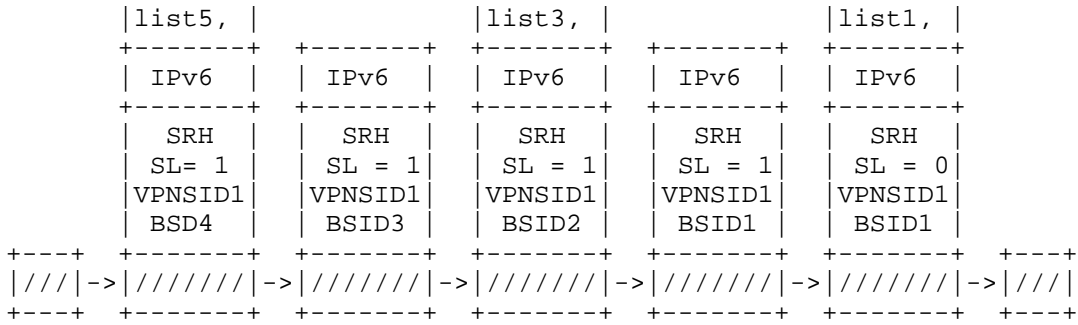 |list5, |             |list3, |             |list1, |
       +-------+  +-------+  +-------+  +-------+  +-------+
       | IPv6  |  | IPv6  |  | IPv6  |  | IPv6  |  | IPv6  |
       +-------+  +-------+  +-------+  +-------+  +-------+
       |  SRH  |  |  SRH  |  |  SRH  |  |  SRH  |  |  SRH  |
       | SL= 1 |  | SL = 1|  | SL = 1|  | SL = 1|  | SL = 0|
       |VPNSID1|  |VPNSID1|  |VPNSID1|  |VPNSID1|  |VPNSID1|
       | BSD4  |  | BSID3 |  | BSID2 |  | BSID1 |  | BSID1 |
+---+  +-------+  +-------+  +-------+  +-------+  +-------+  +---+
|///|->|///////|->|///////|->|///////|->|///////|->|///////|->|///|
+---+  +-------+  +-------+  +-------+  +-------+  +-------+  +---+